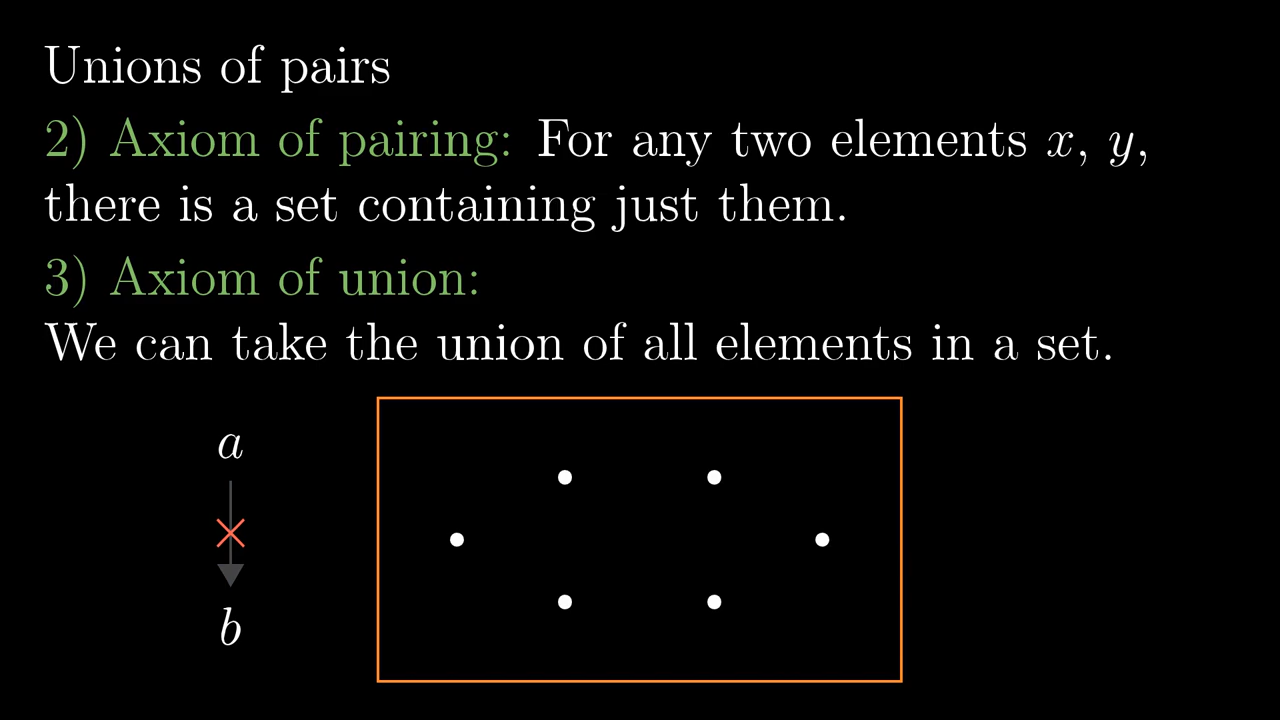 Unions of pairs
2) Axiom of pairing: For any two elements x, y,
there is a set containing just them.
3) Axiom of union:
We can take the union of all elements in a set.
a
b